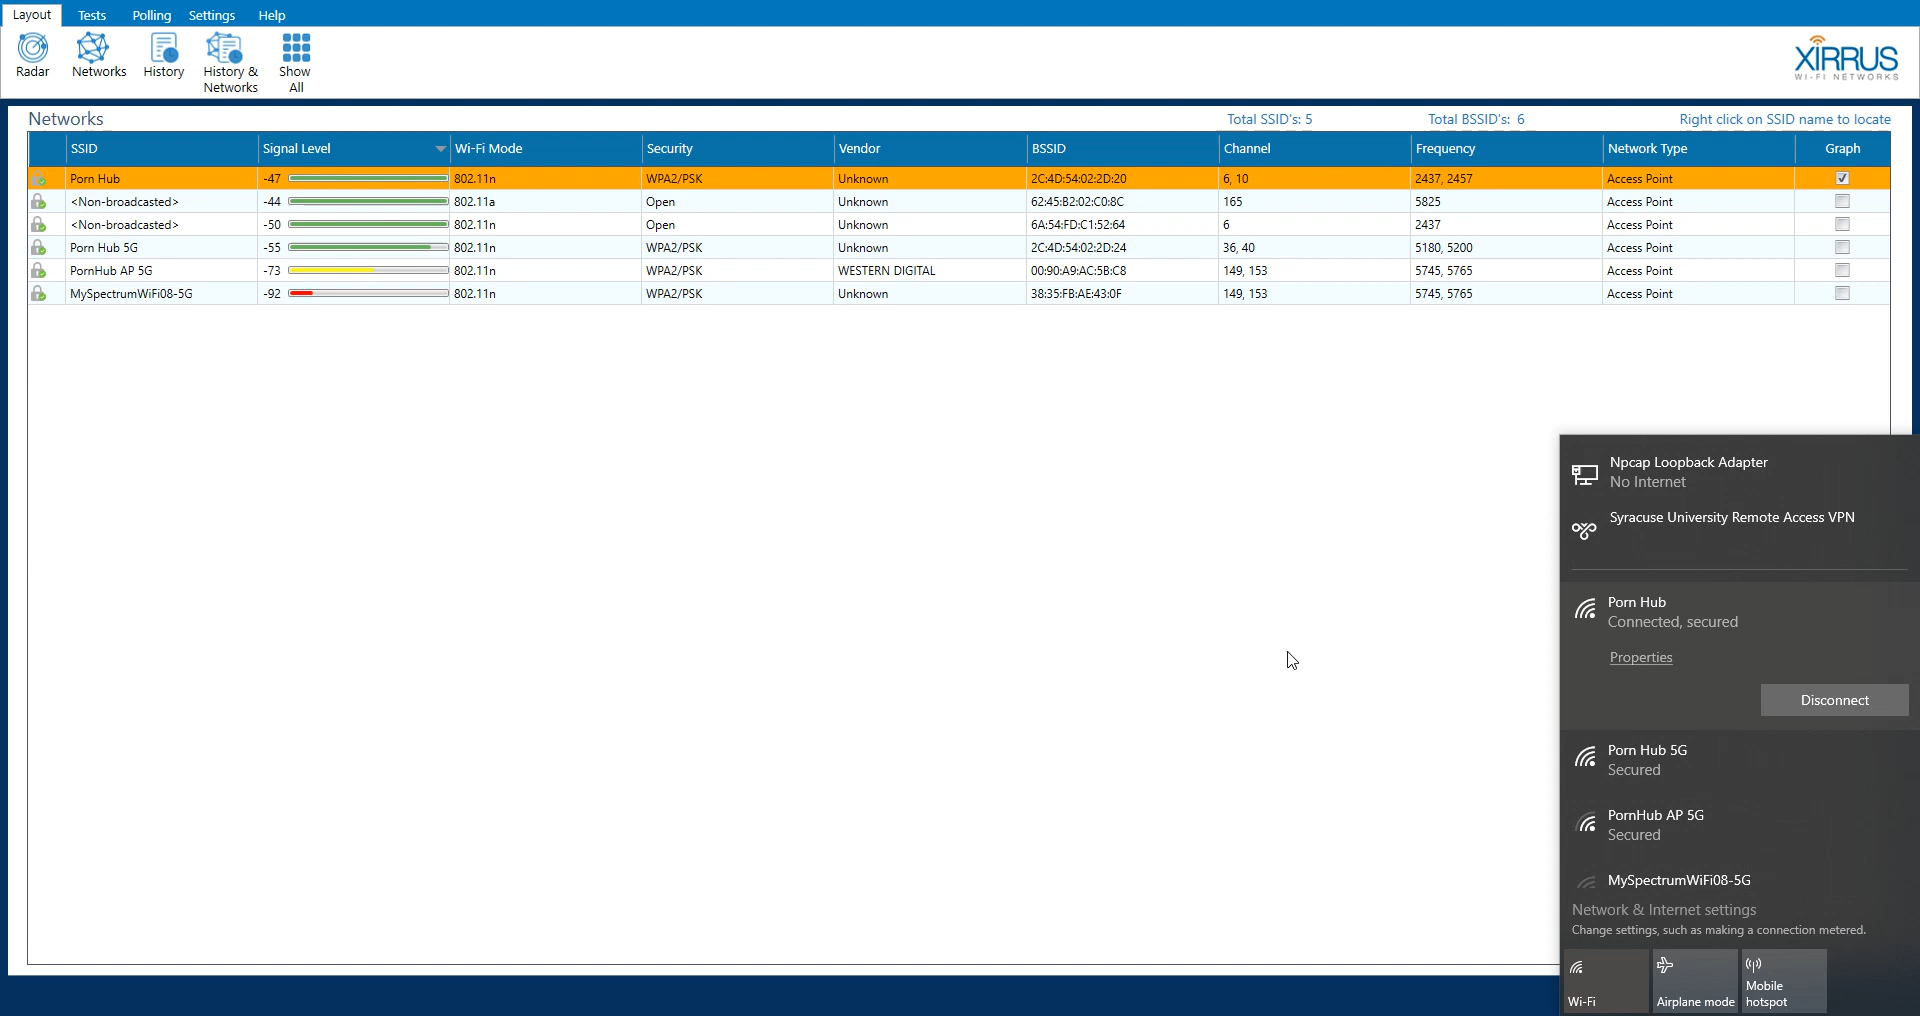 Layout Tests Polling Settings Help
Radar Networks History History & Networks Show All
XIRRUS
WI-FI NETWORKS
Networks Total SSID's: 5 Total BSSID's: 6 Right click on SSID name to locate
SSID Signal Level Wi-Fi Mode Security Vendor BSSID Channel Frequency Network Type Graph
Porn Hub -47 802.11n WPA2/PSK Unknown 2C:4D:54:02:2D:20 6, 10 2437, 2457 Access Point
<Non-broadcasted> -44 802.11a Open Unknown 62:45:B2:02:C0:8C 165 5825 Access Point
<Non-broadcasted> -50 802.11n Open Unknown 6A:54:FD:C1:52:64 6 2437 Access Point
Porn Hub 5G -55 802.11n WPA2/PSK Unknown 2C:4D:54:02:2D:24 36, 40 5180, 5200 Access Point
PornHub AP 5G -73 802.11n WPA2/PSK WESTERN DIGITAL 00:90:A9:AC:5B:C8 149, 153 5745, 5765 Access Point
MySpectrumWiFi08-5G -92 802.11n WPA2/PSK Unknown 38:35:FB:AE:43:0F 149, 153 5745, 5765 Access Point
Npcap Loopback Adapter
No Internet
Syracuse University Remote Access VPN
Porn Hub
Connected, secured
Properties
Disconnect
Porn Hub 5G
Secured
PornHub AP 5G
Secured
MySpectrumWiFi08-5G
Network & Internet settings
Change settings, such as making a connection metered.
Wi-Fi
Airplane mode
Mobile
hotspot